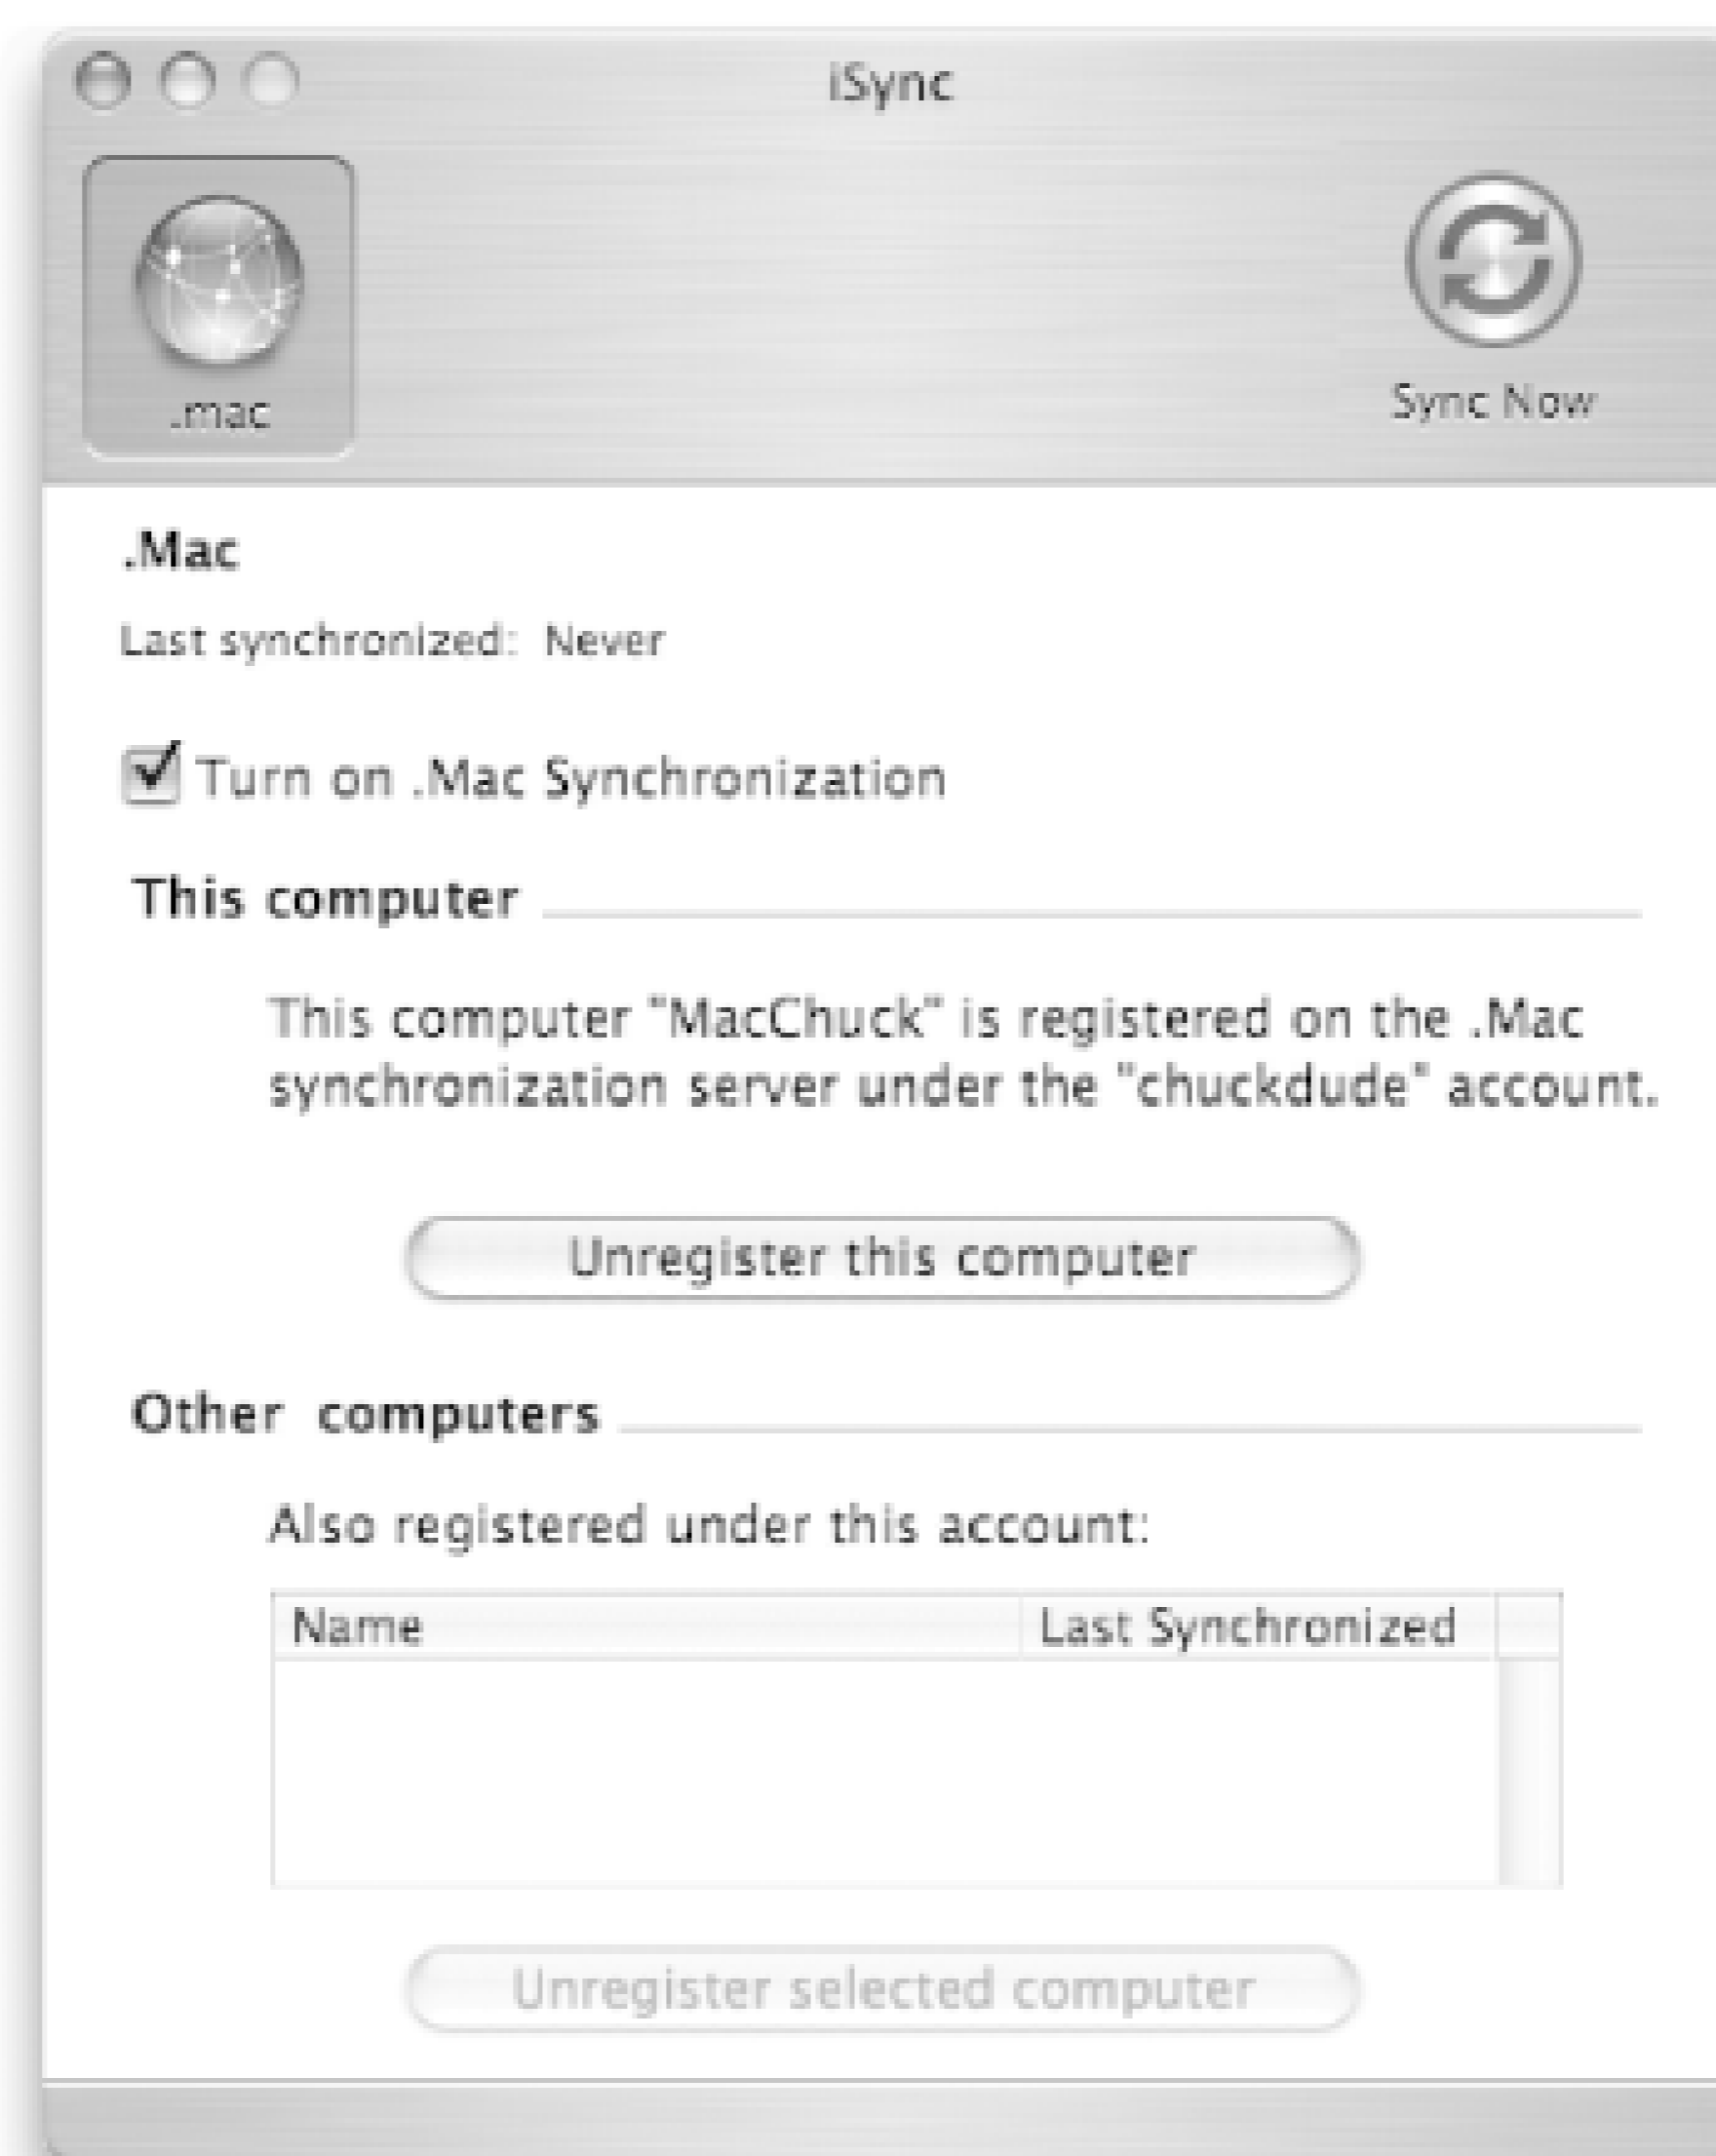 iSync
.mac
Sync Now
.Mac
Last synchronized: Never
Turn on .Mac Synchronization
This computer
This computer "MacChuck" is registered on the .Mac
synchronization server under the "chuckdude" account.
Unregister this computer
Other computers
Also registered under this account:
Name Last Synchronized
Unregister selected computer